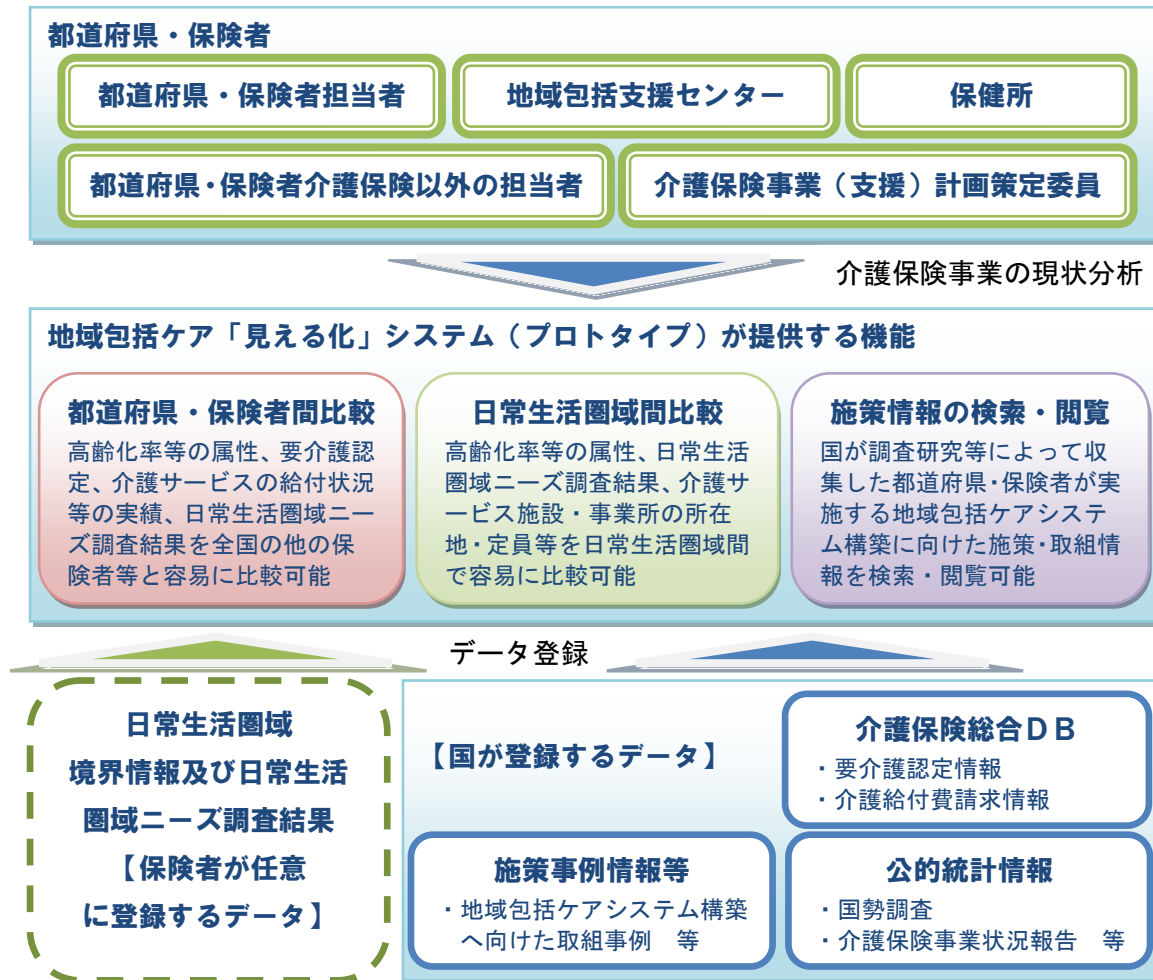 都道府県・保険者
都道府県・保険者担当者
地域包括支援センター
保健所
都道府県・保険者介護保険以外の担当者
介護保険事業（支援）計画策定委員
介護保険事業の現状分析
地域包括ケア「見える化」システム（プロトタイプ）が提供する機能
都道府県・保険者間比較
高齢化率等の属性、要介護認
定、介護サービスの給付状況
等の実績、日常生活圏域ニー
ズ調査結果を全国の他の保
険者等と容易に比較可能
日常生活圏域間比較
高齢化率等の属性、日常生活
圏域ニーズ調査結果、介護サ
ービス施設・事業所の所在
地・定員等を日常生活圏域間
で容易に比較可能
施策情報の検索・閲覧
国が調査研究等によって収
集した都道府県・保険者が実
施する地域包括ケアシステ
ム構築に向けた施策・取組情
報を検索・閲覧可能
データ登録
日常生活圏域
境界情報及び日常生活
圏域ニーズ調査結果
【保険者が任意
に登録するデータ】
【国が登録するデータ】
介護保険総合ＤＢ
・要介護認定情報
・介護給付費請求情報
施策事例情報等
・地域包括ケアシステム構築
へ向けた取組事例　等
公的統計情報
・国勢調査
・介護保険事業状況報告　等